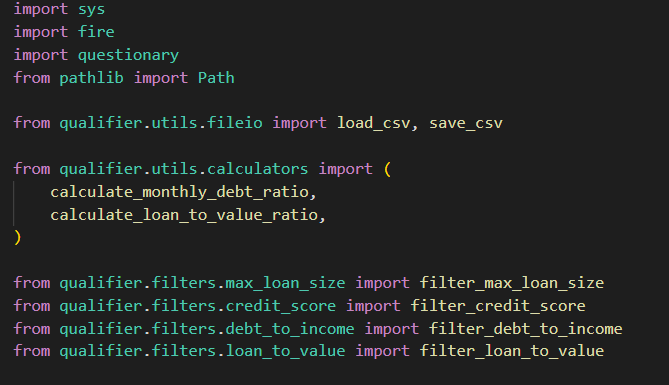 import sys
import fire
import questionary
from pathlib import Path
from qualifier.utils.fileio import load_csv, save_csv
from qualifier.utils.calculators import (
    calculate_monthly_debt_ratio,
    calculate_loan_to_value_ratio,
)
from qualifier.filters.max_loan_size import filter_max_loan_size
from qualifier.filters.credit_score import filter_credit_score
from qualifier.filters.debt_to_income import filter_debt_to_income
from qualifier.filters.loan_to_value import filter_loan_to_value